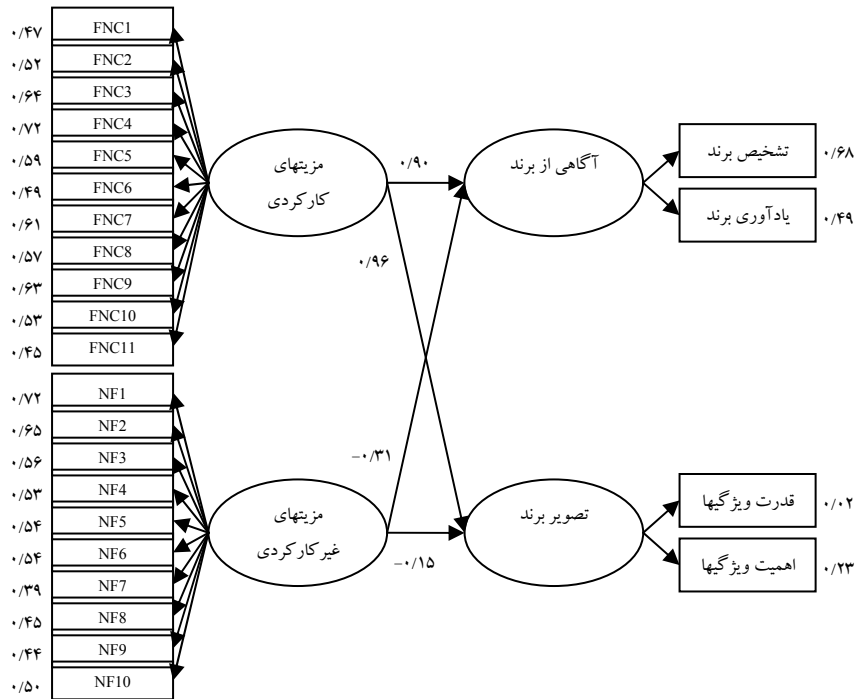 ۰/۴۷ FNC1
۰/۵۲ FNC2
۰/۶۴ FNC3
۰/۷۲ FNC4
۰/۵۹ FNC5
۰/۴۹ FNC6
۰/۶۱ FNC7
۰/۵۷ FNC8
۰/۶۳ FNC9
۰/۵۳ FNC10
۰/۴۵ FNC11
مزیتهای
کارکردی
۰/۹۰
۰/۹۶
آگاهی از برند
تشخیص برند ۰/۶۸
یادآوری برند ۰/۴۹
۰/۷۲ NF1
۰/۶۵ NF2
۰/۵۶ NF3
۰/۵۳ NF4
۰/۵۴ NF5
۰/۵۴ NF6
۰/۳۹ NF7
۰/۴۵ NF8
۰/۴۴ NF9
۰/۵۰ NF10
مزیتهای
غیرکارکردی
–۰/۳۱
–۰/۱۵
تصویر برند
قدرت ویژگیها ۰/۰۲
اهمیت ویژگیها ۰/۲۳